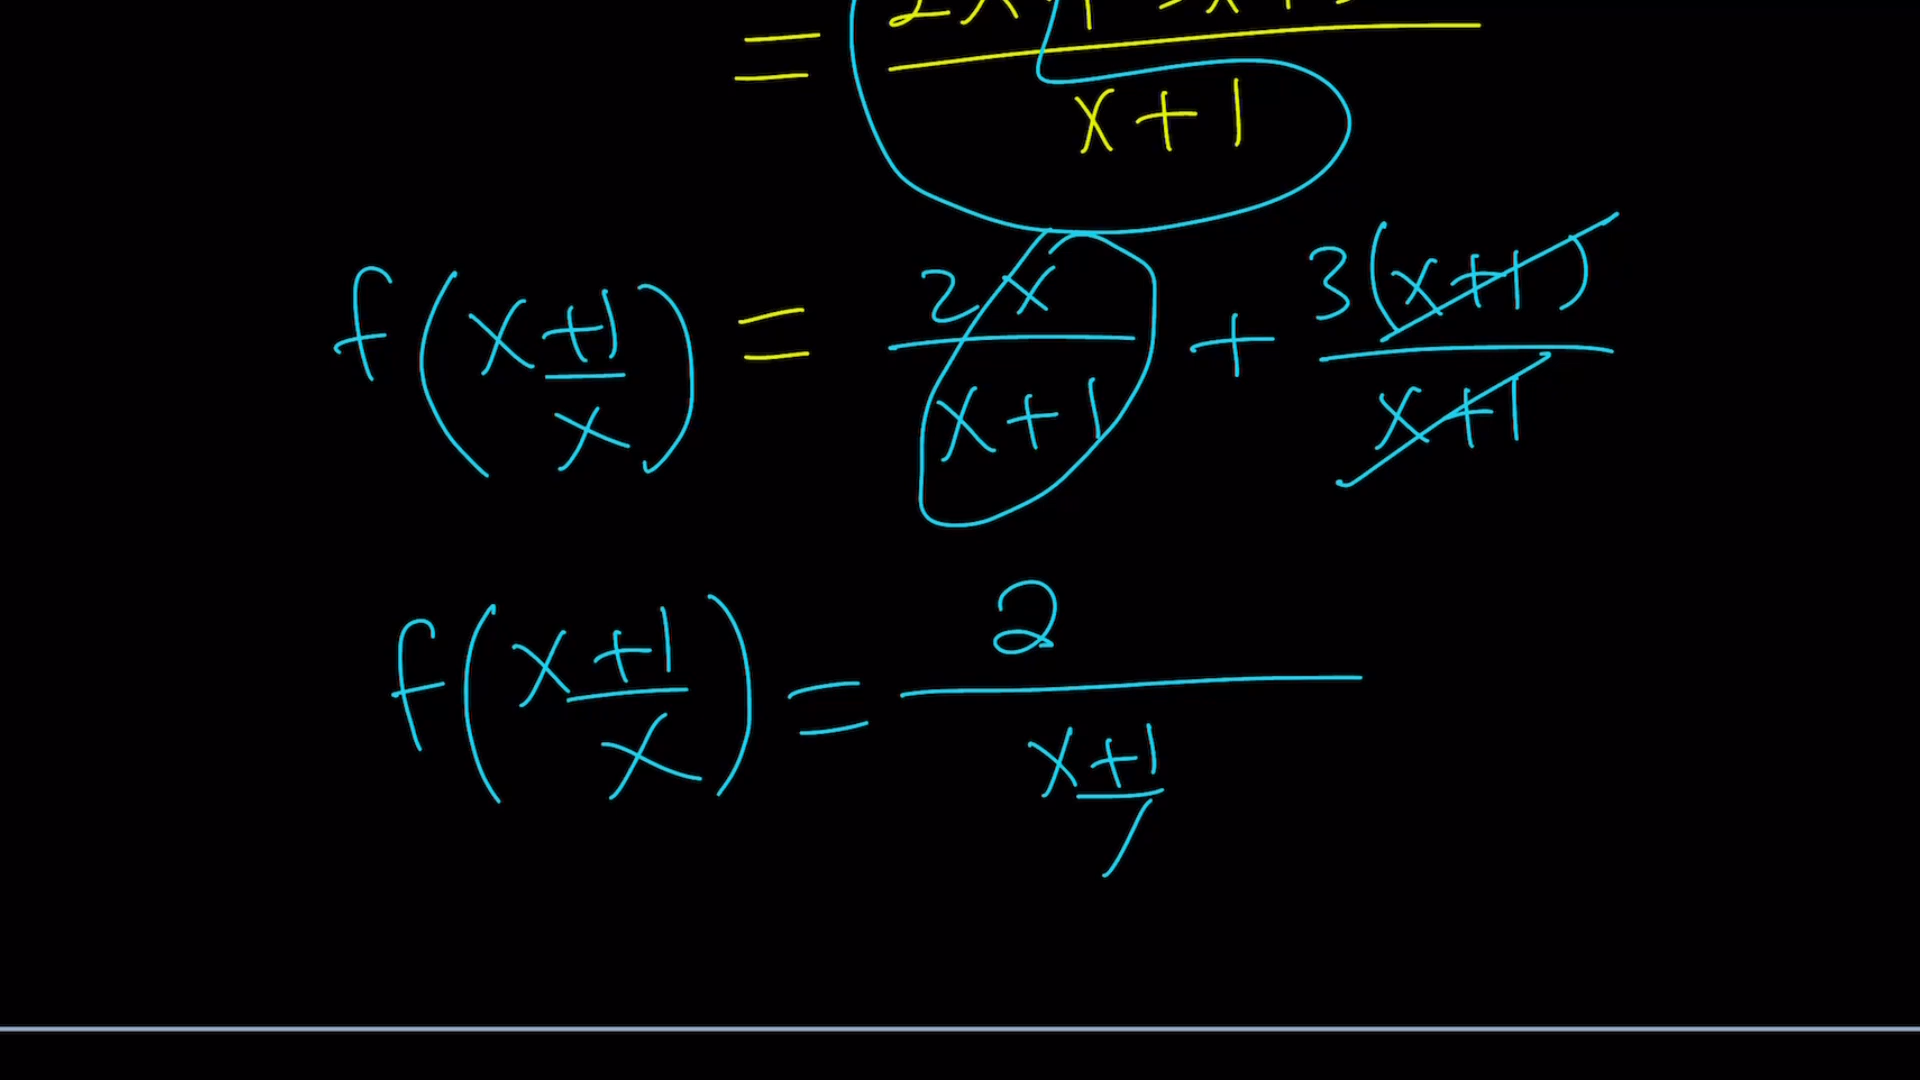 = 2x + 3x + 3 / x+1
f(x+1/x) = 2x/x+1 + 3(x+1)/x+1
f(x+1/x) = 2 / x+1/